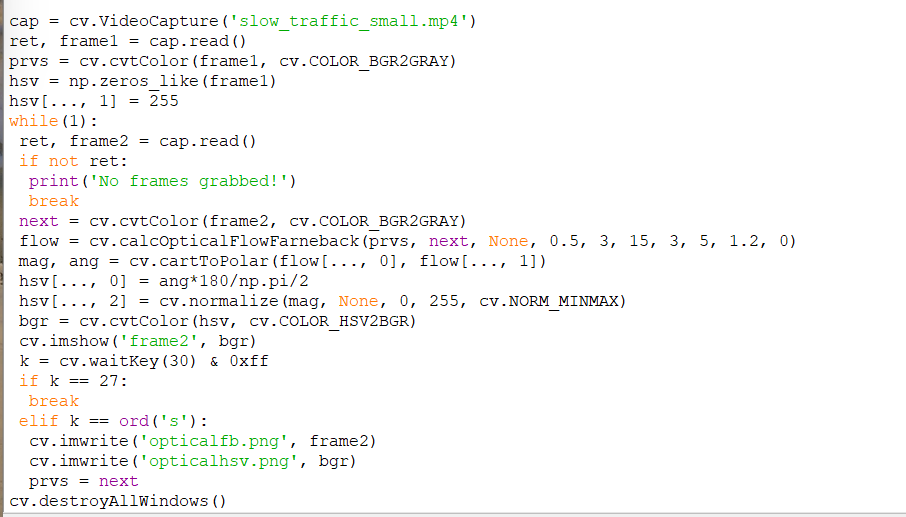 cap = cv.VideoCapture('slow_traffic_small.mp4')
ret, frame1 = cap.read()
prvs = cv.cvtColor(frame1, cv.COLOR_BGR2GRAY)
hsv = np.zeros_like(frame1)
hsv[..., 1] = 255
while(1):
 ret, frame2 = cap.read()
 if not ret:
  print('No frames grabbed!')
  break
 next = cv.cvtColor(frame2, cv.COLOR_BGR2GRAY)
 flow = cv.calcOpticalFlowFarneback(prvs, next, None, 0.5, 3, 15, 3, 5, 1.2, 0)
 mag, ang = cv.cartToPolar(flow[..., 0], flow[..., 1])
 hsv[..., 0] = ang*180/np.pi/2
 hsv[..., 2] = cv.normalize(mag, None, 0, 255, cv.NORM_MINMAX)
 bgr = cv.cvtColor(hsv, cv.COLOR_HSV2BGR)
 cv.imshow('frame2', bgr)
 k = cv.waitKey(30) & 0xff
 if k == 27:
  break
 elif k == ord('s'):
  cv.imwrite('opticalfb.png', frame2)
  cv.imwrite('opticalhsv.png', bgr)
  prvs = next
cv.destroyAllWindows()